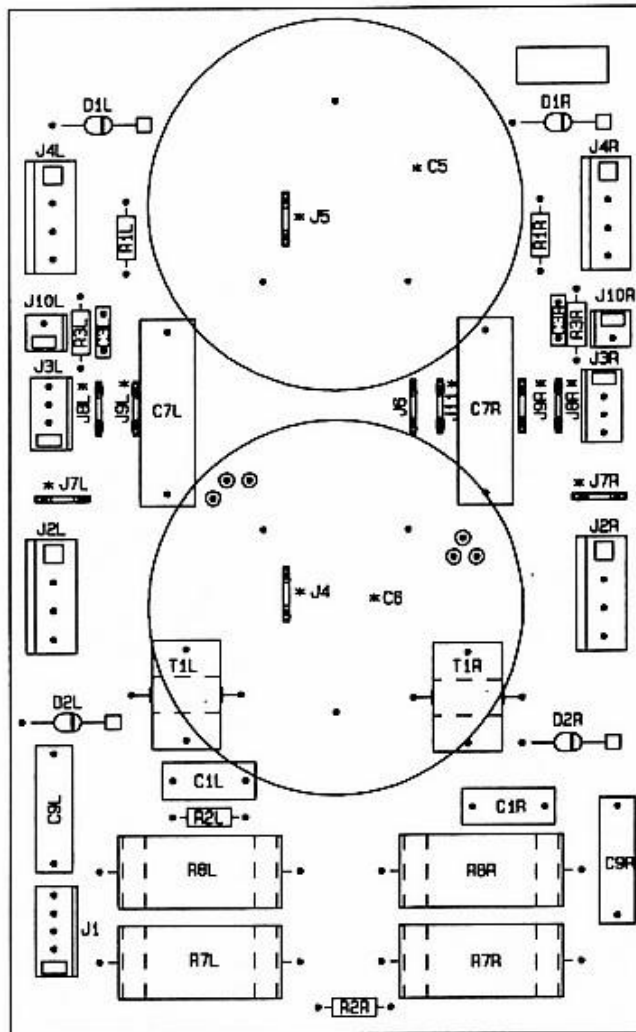 D1L
D1R
J4L
J4R
* C5
* J5
R1L
R1R
J10L
J10R
R3L
C3L
C3R
R3R
J3L
J3R
* J8L
* J9L
C7L
J6
* J11
C7R
* J9R
* J8R
* J7L
* J7R
J2L
J2R
* J4
* C6
T1L
T1R
D2L
D2R
C9L
C1L
C1R
R2L
C9R
R8L
R8R
J1
R7L
R7R
R2R